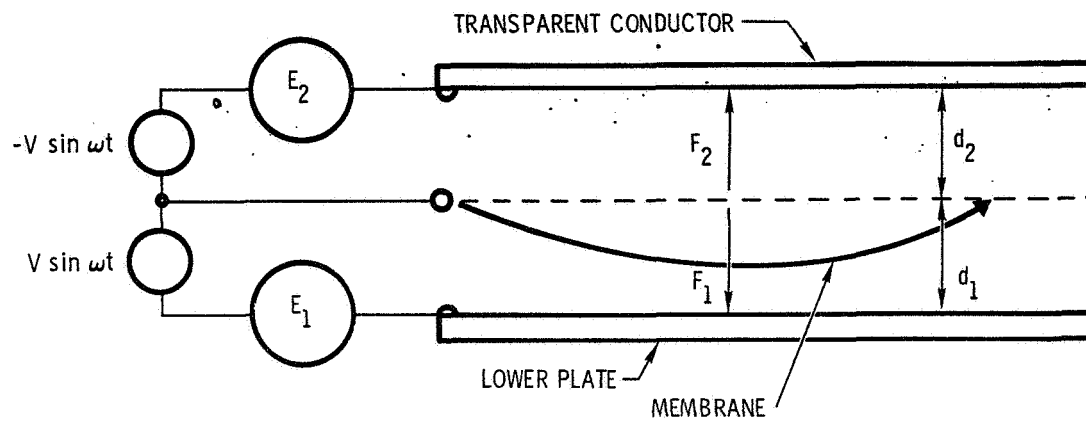 TRANSPARENT CONDUCTOR
E2
-V sin ωt
F2
d2
V sin ωt
F1
d1
E1
LOWER PLATE
MEMBRANE